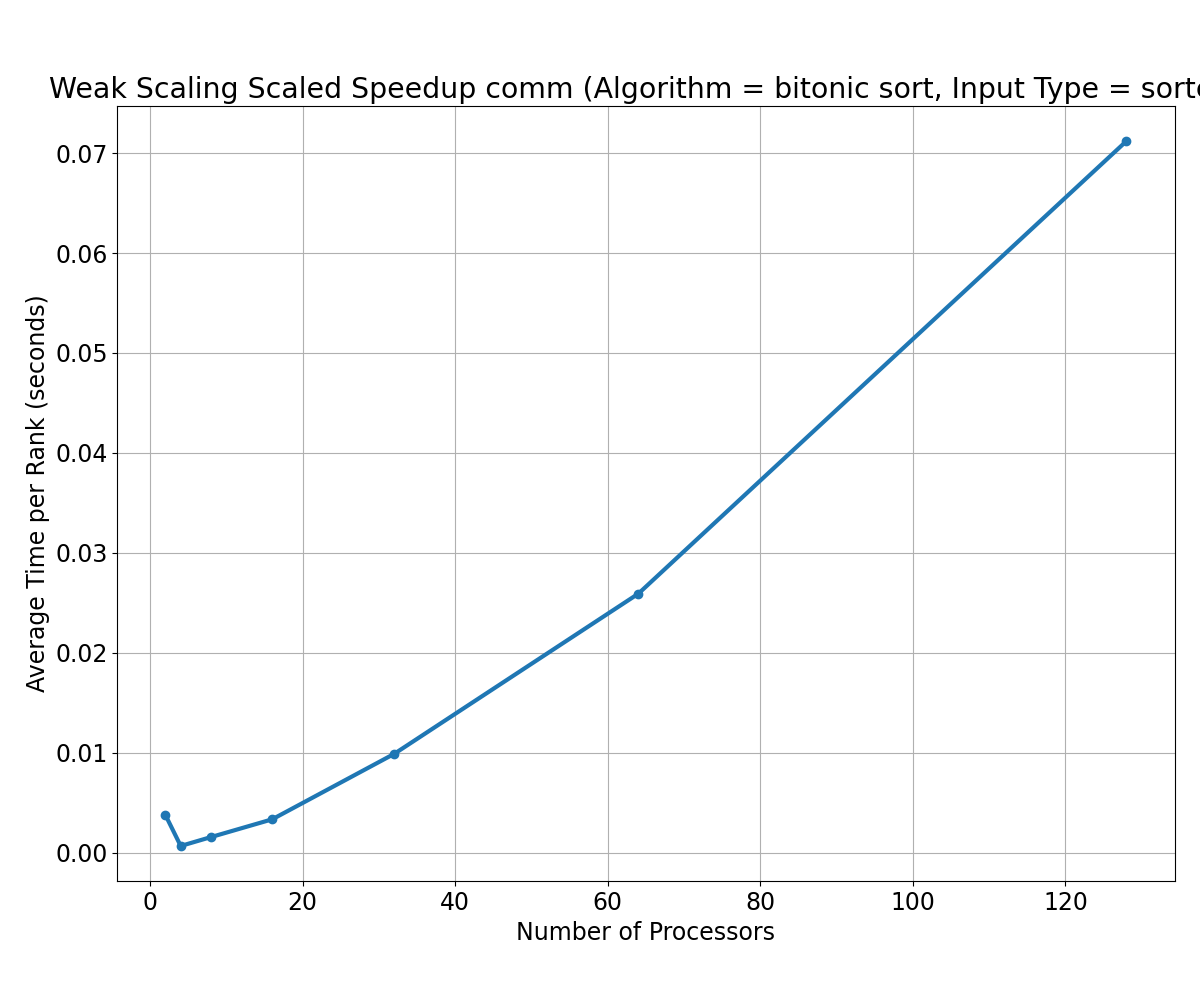 Weak Scaling Scaled Speedup comm (Algorithm = bitonic sort, Input Type = sorte
0.07
0.06
0.05
0.04
0.03
0.02
0.01
0.00
Average Time per Rank (seconds)
0 20 40 60 80 100 120
Number of Processors